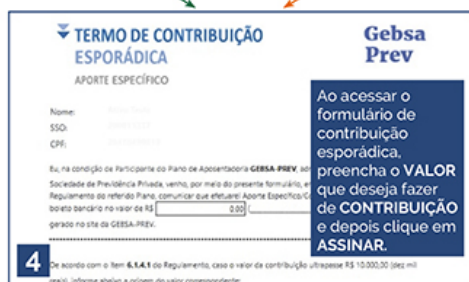 TERMO DE CONTRIBUIÇÃO
ESPORÁDICA
APORTE ESPECÍFICO
Gebsa
Prev
Nome:
SSO:
CPF:
Ao acessar o
formulário de
contribuição
esporádica,
preencha o VALOR
que deseja fazer
de CONTRIBUIÇÃO
e depois clique em
ASSINAR.
Eu, na condição de Participante do Plano de Aposentadoria GEBSA-PREV,
Sociedade de Previdência Privada, venho, por meio do presente formulário,
Regulamento do referido Plano, comunicar que efetuarei Aporte Específico/
boleto bancário no valor de R$ 0,00 (
gerado no site da GEBSA-PREV.
4
De acordo com o item 6.1.4.1 do Regulamento, caso o valor da contribuição ultrapasse R$ 10.000,00 (dez mil
reais), informe abaixo a origem do valor correspondente: